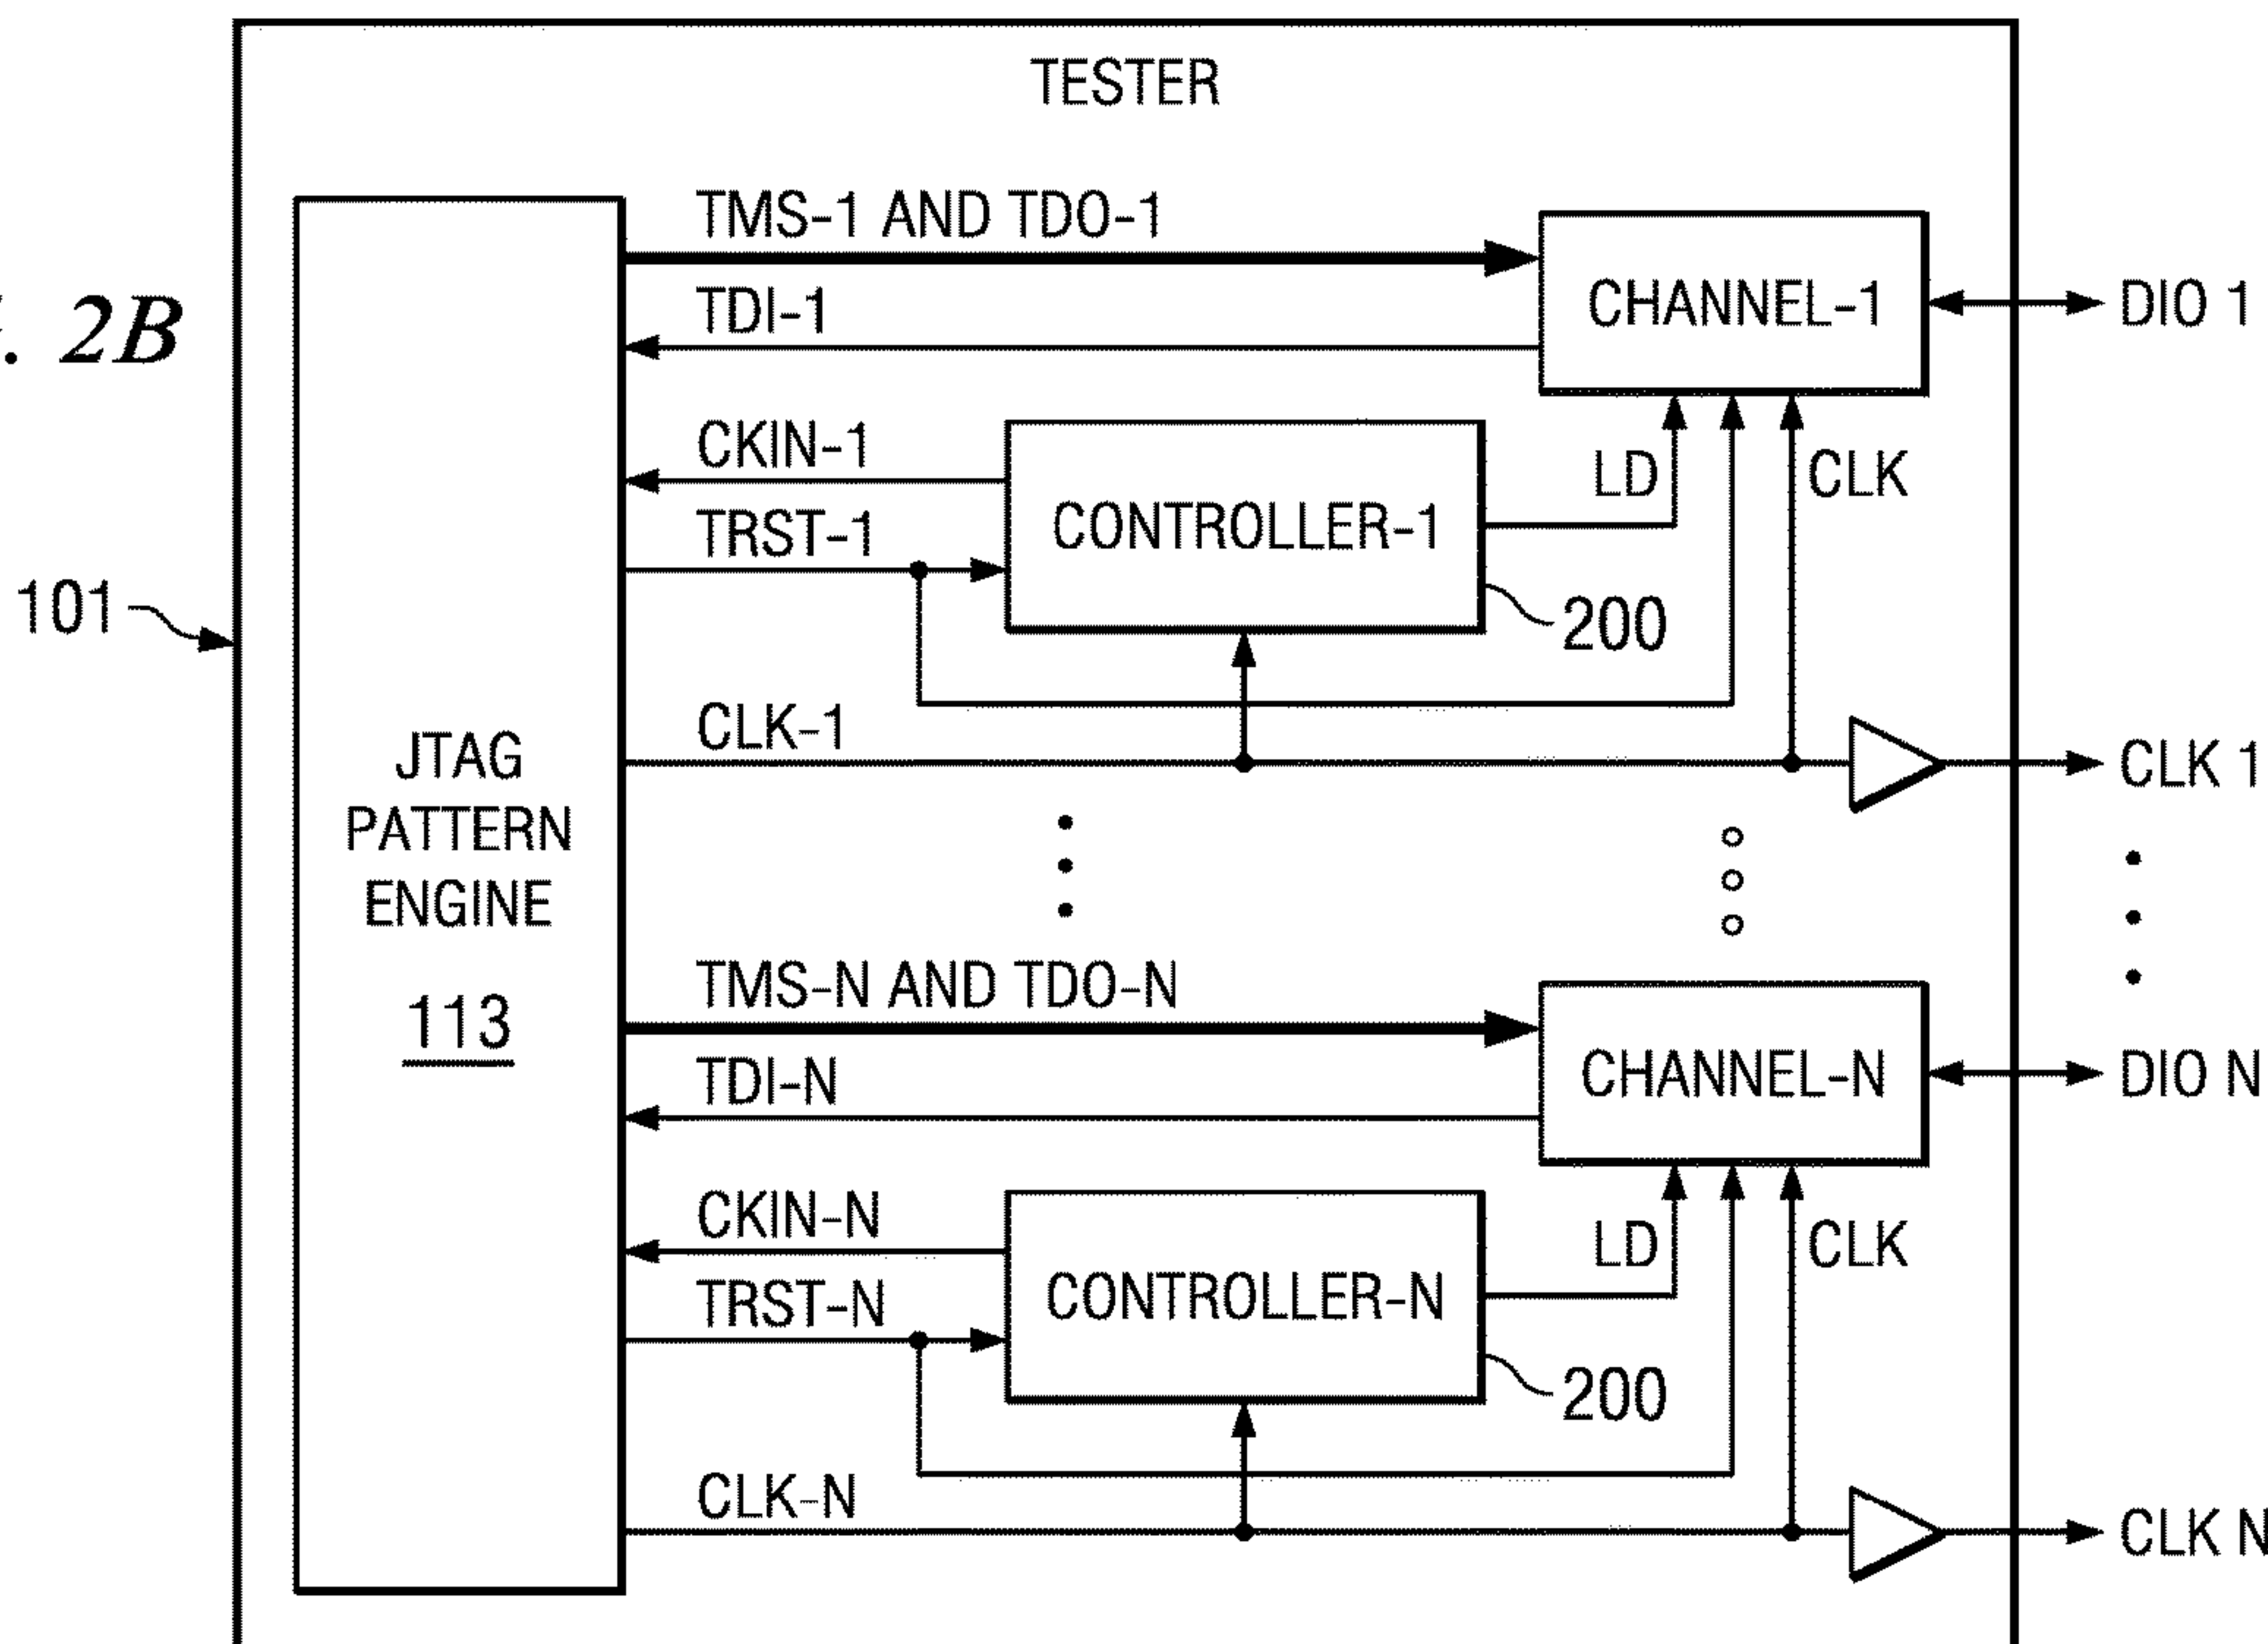 TESTER
. 2B
TMS-1 AND TDO-1
TDI-1
CHANNEL-1
DIO 1
CKIN-1
TRST-1
CONTROLLER-1
LD
CLK
200
101
CLK-1
CLK 1
JTAG
PATTERN
ENGINE
113
TMS-N AND TDO-N
TDI-N
CHANNEL-N
DIO N
CKIN-N
TRST-N
CONTROLLER-N
LD
CLK
200
CLK-N
CLK N